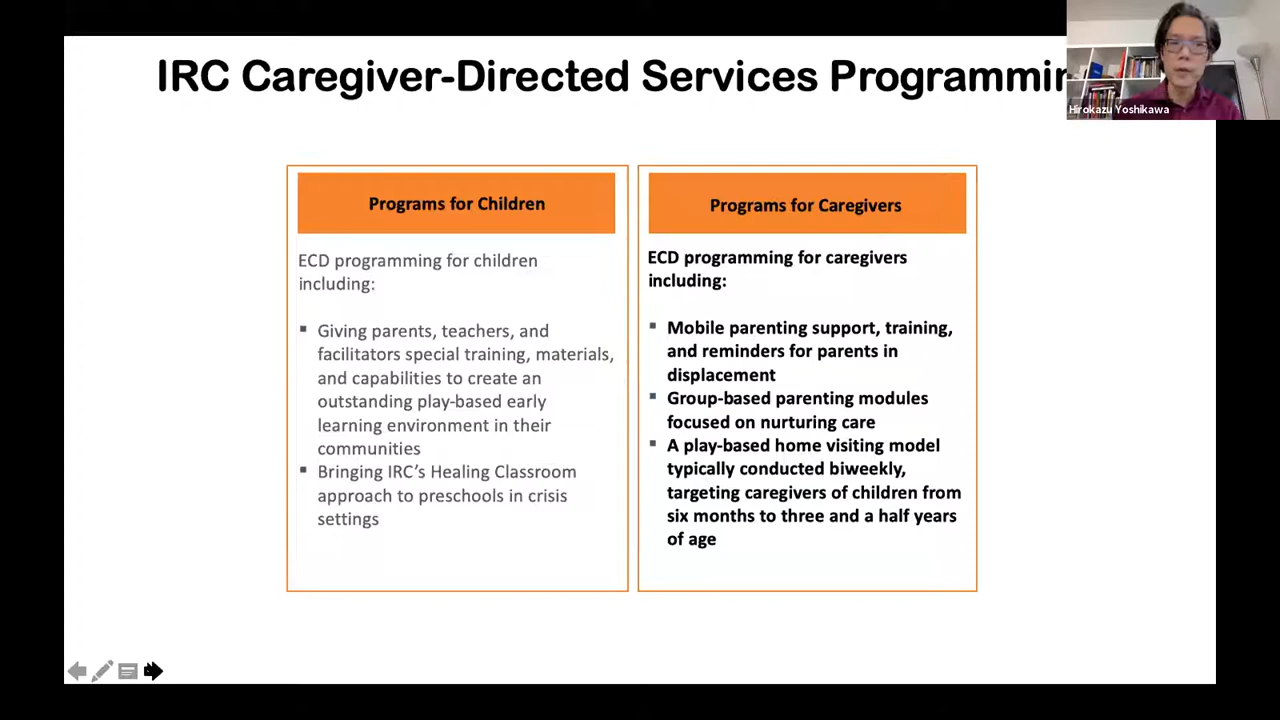 IRC Caregiver-Directed Services Programmin
Hirokazu Yoshikawa
Programs for Children
ECD programming for children
including:
▪ Giving parents, teachers, and
facilitators special training, materials,
and capabilities to create an
outstanding play-based early
learning environment in their
communities
▪ Bringing IRC’s Healing Classroom
approach to preschools in crisis
settings
Programs for Caregivers
ECD programming for caregivers
including:
▪ Mobile parenting support, training,
and reminders for parents in
displacement
▪ Group-based parenting modules
focused on nurturing care
▪ A play-based home visiting model
typically conducted biweekly,
targeting caregivers of children from
six months to three and a half years
of age